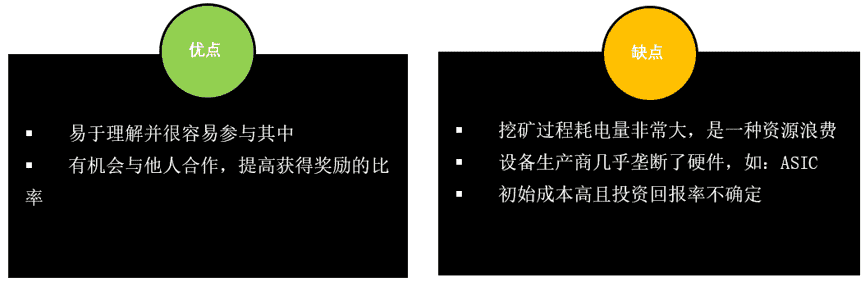 优点
▪ 易于理解并很容易参与其中
▪ 有机会与他人合作，提高获得奖励的比
率
缺点
▪ 挖矿过程耗电量非常大，是一种资源浪费
▪ 设备生产商几乎垄断了硬件，如：ASIC
▪ 初始成本高且投资回报率不确定